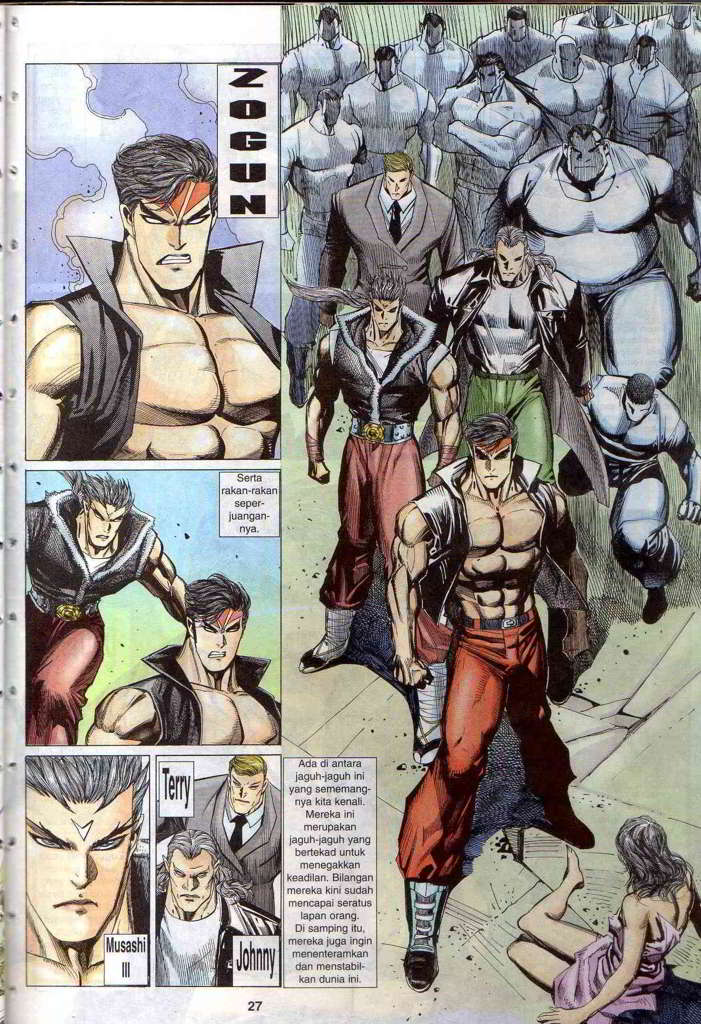 ZOGUN
Serta
rakan-rakan
seper-
juangan-
nya.
Terry
Musashi
III
Johnny
Ada di antara
jaguh-jaguh ini
yang sememang-
nya kita kenali.
Mereka ini
merupakan
jaguh-jaguh yang
bertekad untuk
menegakkan
keadilan. Bilangan
mereka kini sudah
mencapai seratus
lapan orang.
Di samping itu,
mereka juga ingin
menenteramkan
dan menstabil-
kan dunia ini.
27